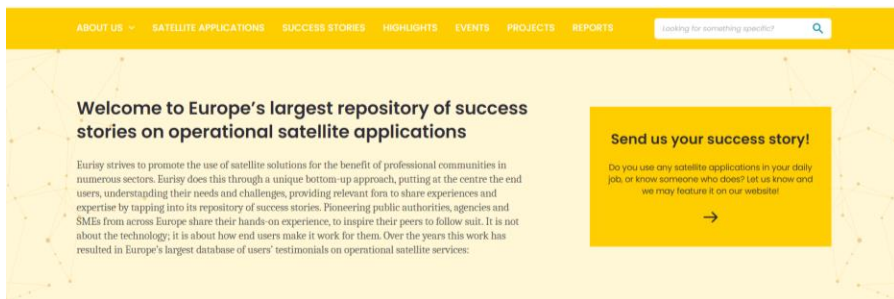 ABOUT US SATELLITE APPLICATIONS SUCCESS STORIES HIGHLIGHTS EVENTS PROJECTS REPORTS Looking for something specific?
Welcome to Europe's largest repository of success
stories on operational satellite applications
Eurisy strives to promote the use of satellite solutions for the benefit of professional communities in
numerous sectors. Eurisy does this through a unique bottom-up approach, putting at the centre the end
users, understanding their needs and challenges, providing relevant fora to share experiences and
expertise by tapping into its repository of success stories. Pioneering public authorities, agencies and
SMEs from across Europe share their hands-on experience, to inspire their peers to follow suit. It is not
about the technology; it is about how end users make it work for them. Over the years this work has
resulted in Europe's largest database of users' testimonials on operational satellite services:
Send us your success story!
Do you use any satellite applications in your daily
job, or know someone who does? Let us know and
we may feature it on our website!